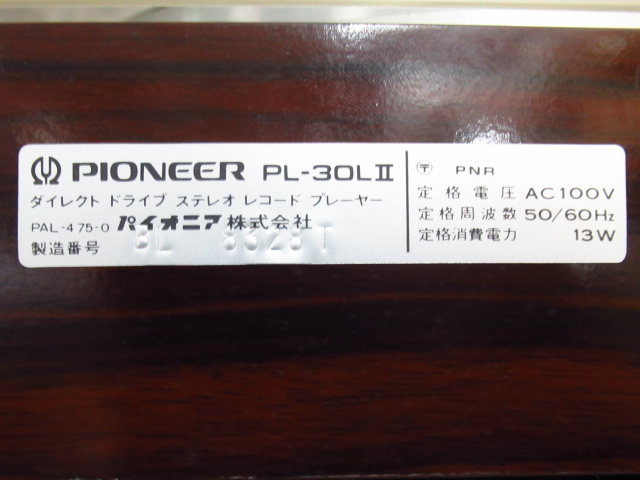 PIONEER PL-30LII
ダイレクト ドライブ ステレオ レコード プレーヤー
PAL-475-0 パイオニア株式会社
製造番号
〒 PNR
定格電圧 AC100V
定格周波数 50/60Hz
定格消費電力 13W